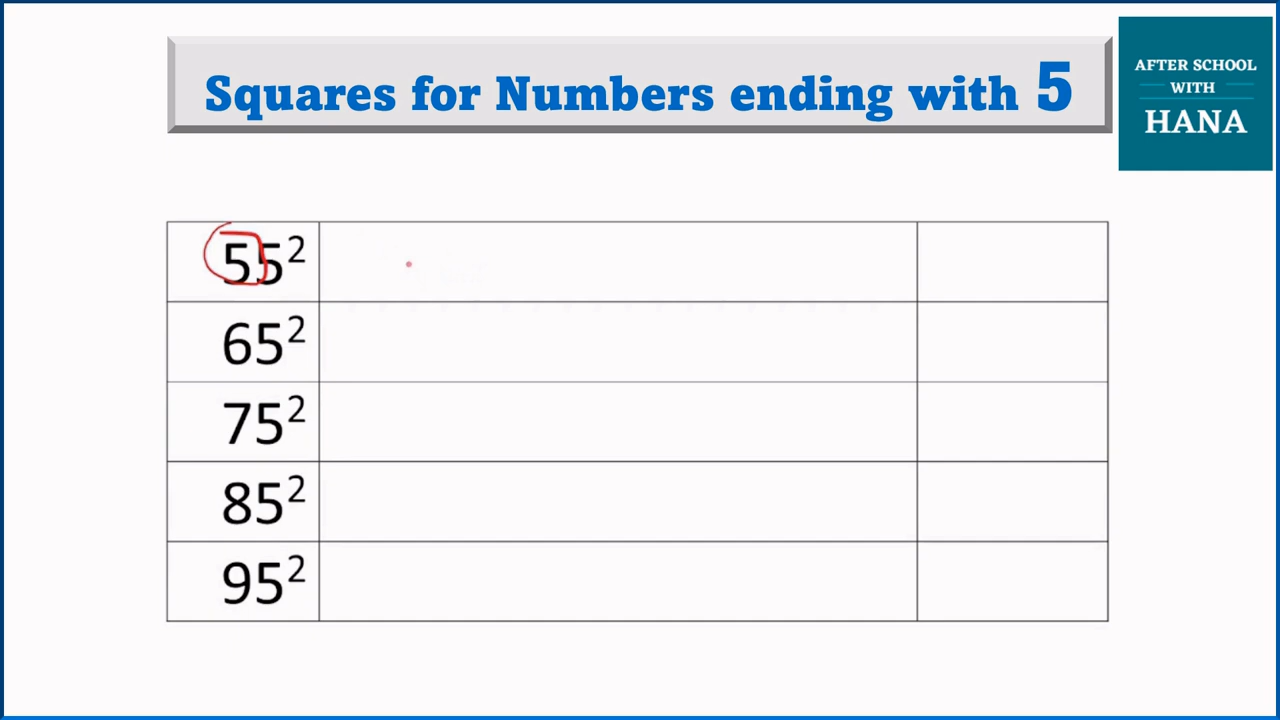 Squares for Numbers ending with 5
AFTER SCHOOL
WITH
HANA
55²
65²
75²
85²
95²